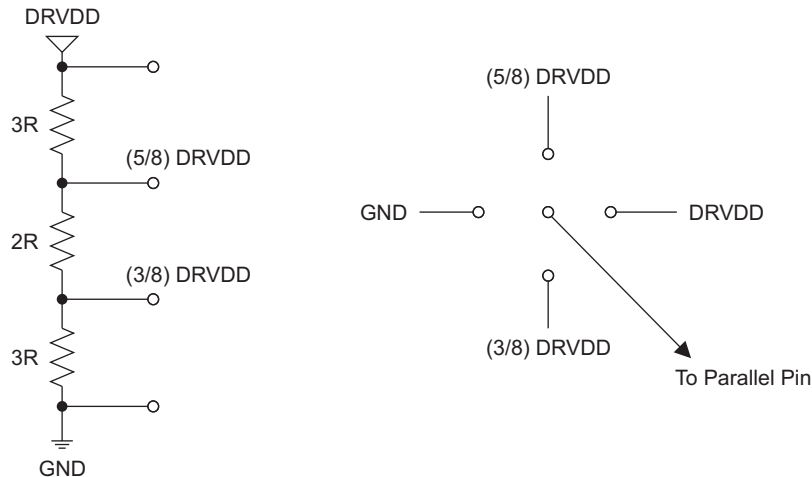 DRVDD
3R
(5/8) DRVDD
2R
(3/8) DRVDD
3R
GND
(5/8) DRVDD
GND
DRVDD
(3/8) DRVDD
To Parallel Pin